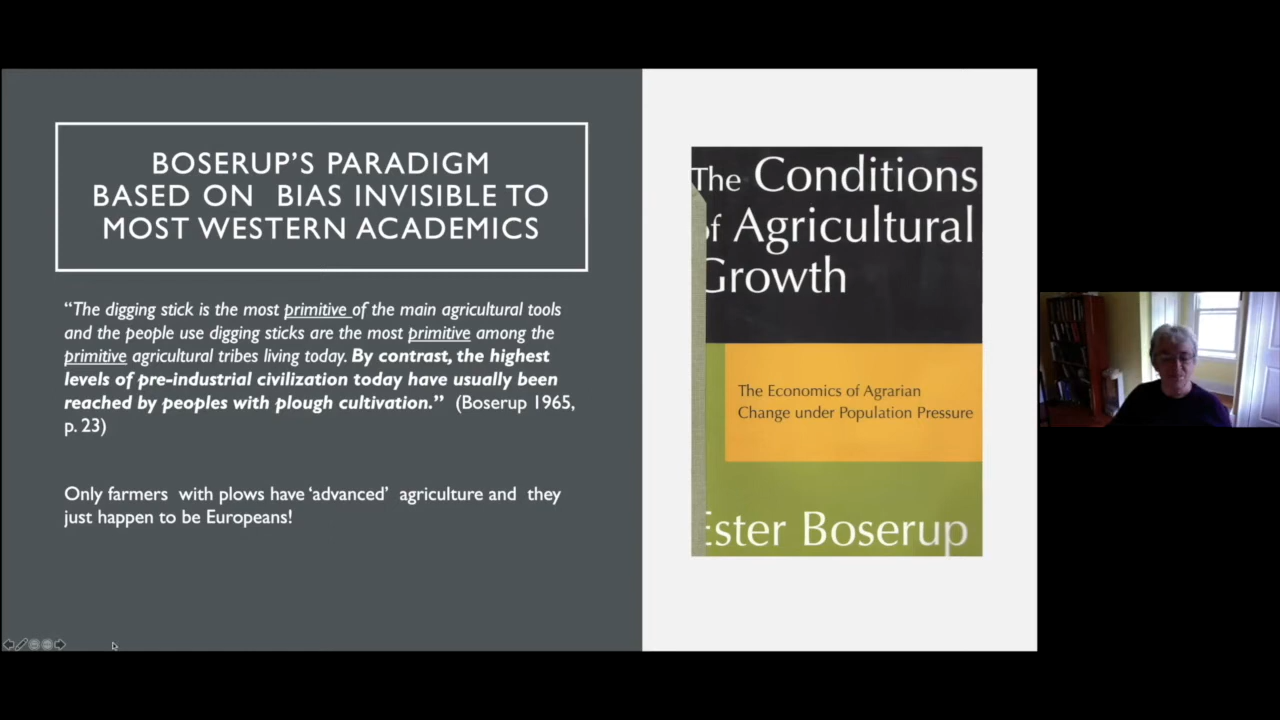 BOSERUP'S PARADIGM
BASED ON BIAS INVISIBLE TO
MOST WESTERN ACADEMICS
“The digging stick is the most primitive of the main agricultural tools
and the people use digging sticks are the most primitive among the
primitive agricultural tribes living today. By contrast, the highest
levels of pre-industrial civilization today have usually been
reached by peoples with plough cultivation.” (Boserup 1965,
p. 23)
Only farmers with plows have ‘advanced’ agriculture and they
just happen to be Europeans!
The Conditions
of Agricultural
Growth
The Economics of Agrarian
Change under Population Pressure
Ester Boserup